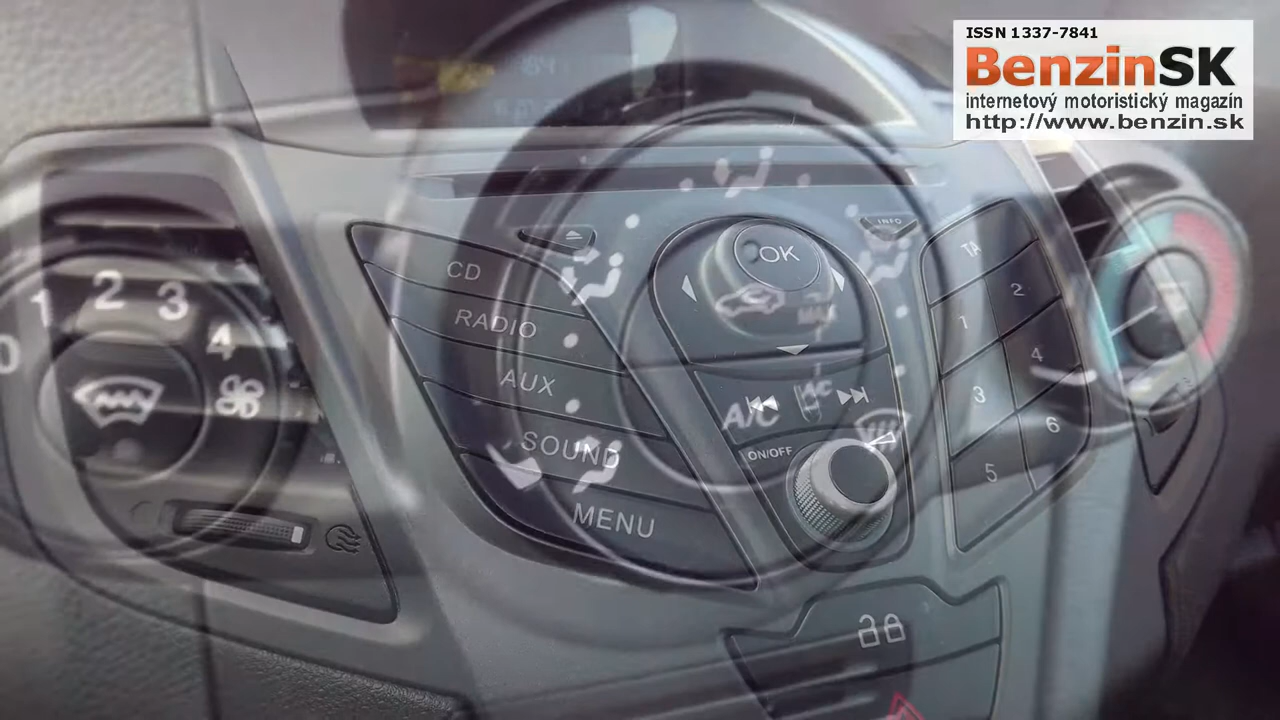 ISSN 1337-7841
BenzinSK
internetový motoristický magazín
http://www.benzin.sk
INFO
OK
CD
TA
RADIO
MAX
AUX
A/C
SOUND
ON/OFF
MENU
0 1 2 3 4
1 2
3 4
5 6